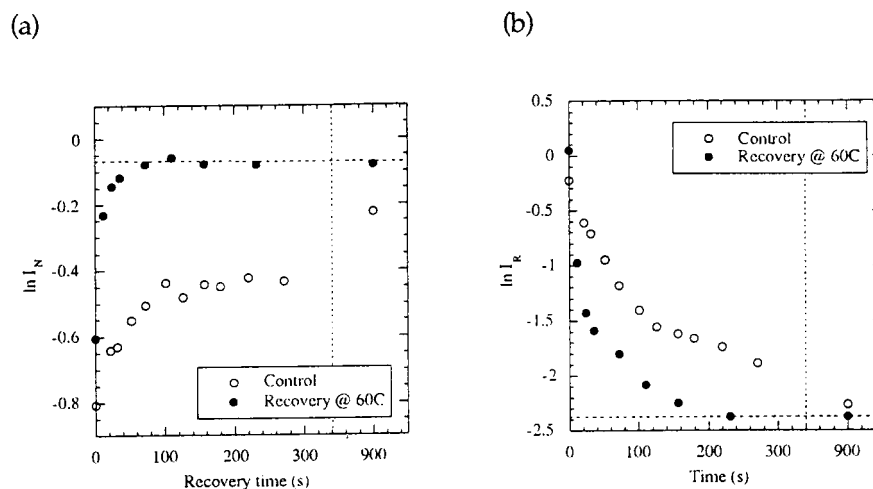 (a)
(b)
0
-0.2
-0.4
-0.6
-0.8
ln I_N
Control
Recovery @ 60C
0 100 200 300 900
Recovery time (s)
0.5
0
-0.5
-1
-1.5
-2
-2.5
ln I_R
Control
Recovery @ 60C
0 100 200 300 900
Time (s)